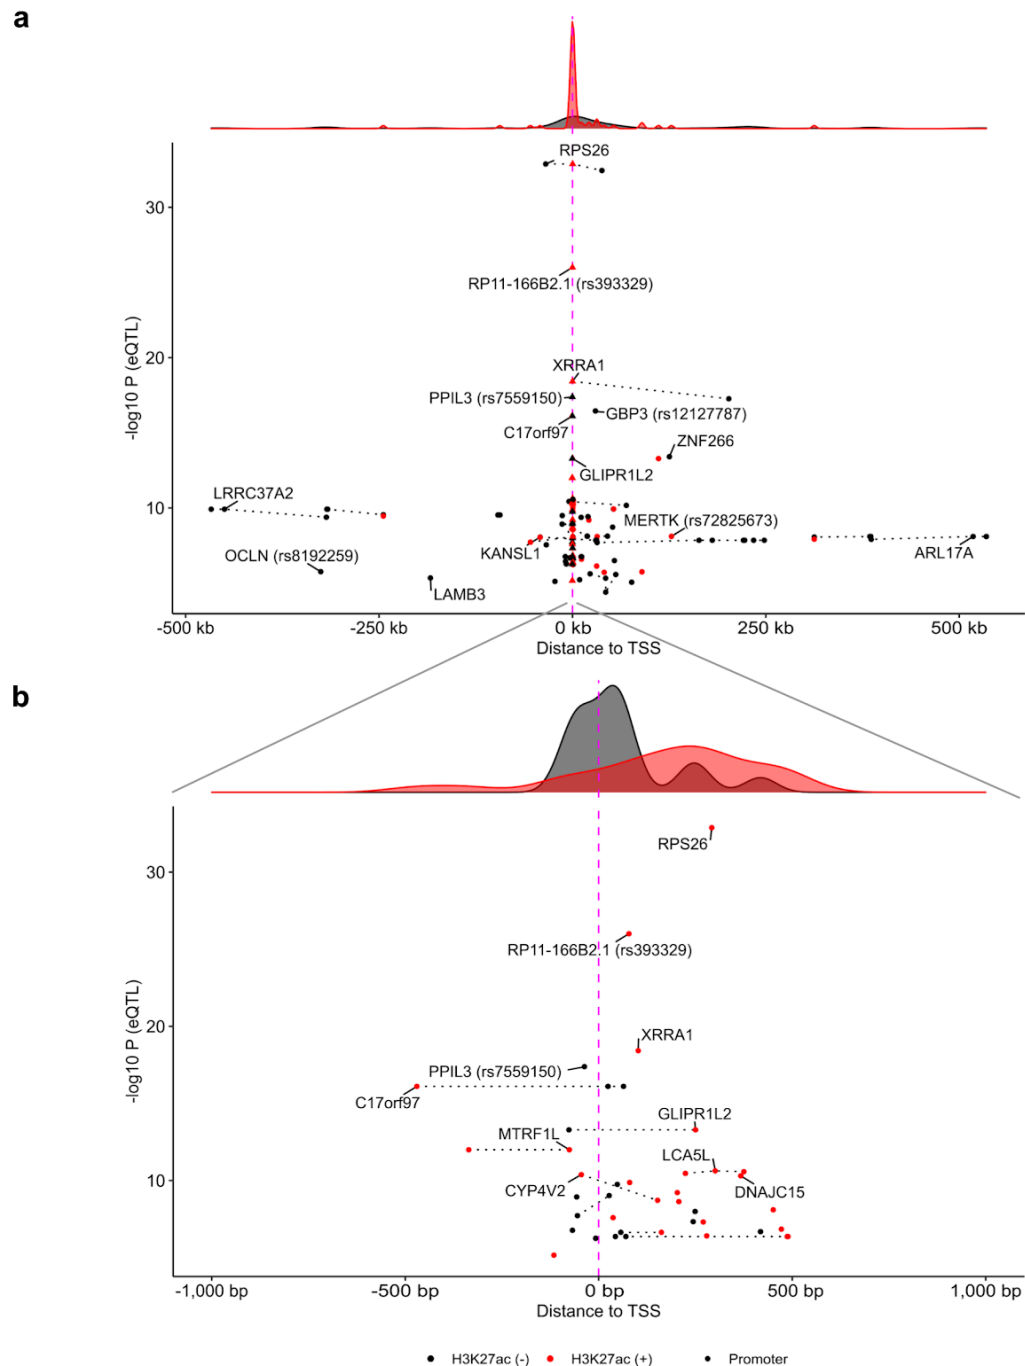 a
RPS26
30
RP11-166B2.1 (rs393329)
20
XRRA1
PPIL3 (rs7559150)
GBP3 (rs12127787)
C17orf97
ZNF266
GLIPR1L2
LRRC37A2
10
MERTK (rs72825673)
OCLN (rs8192259)
KANSL1
ARL17A
LAMB3
-log10 P (eQTL)
-500 kb
-250 kb
0 kb
250 kb
500 kb
Distance to TSS
b
RPS26
30
RP11-166B2.1 (rs393329)
20
XRRA1
PPIL3 (rs7559150)
C17orf97
GLIPR1L2
MTRF1L
LCA5L
10
CYP4V2
DNAJC15
-log10 P (eQTL)
-1,000 bp
-500 bp
0 bp
500 bp
1,000 bp
Distance to TSS
H3K27ac (-)
H3K27ac (+)
Promoter